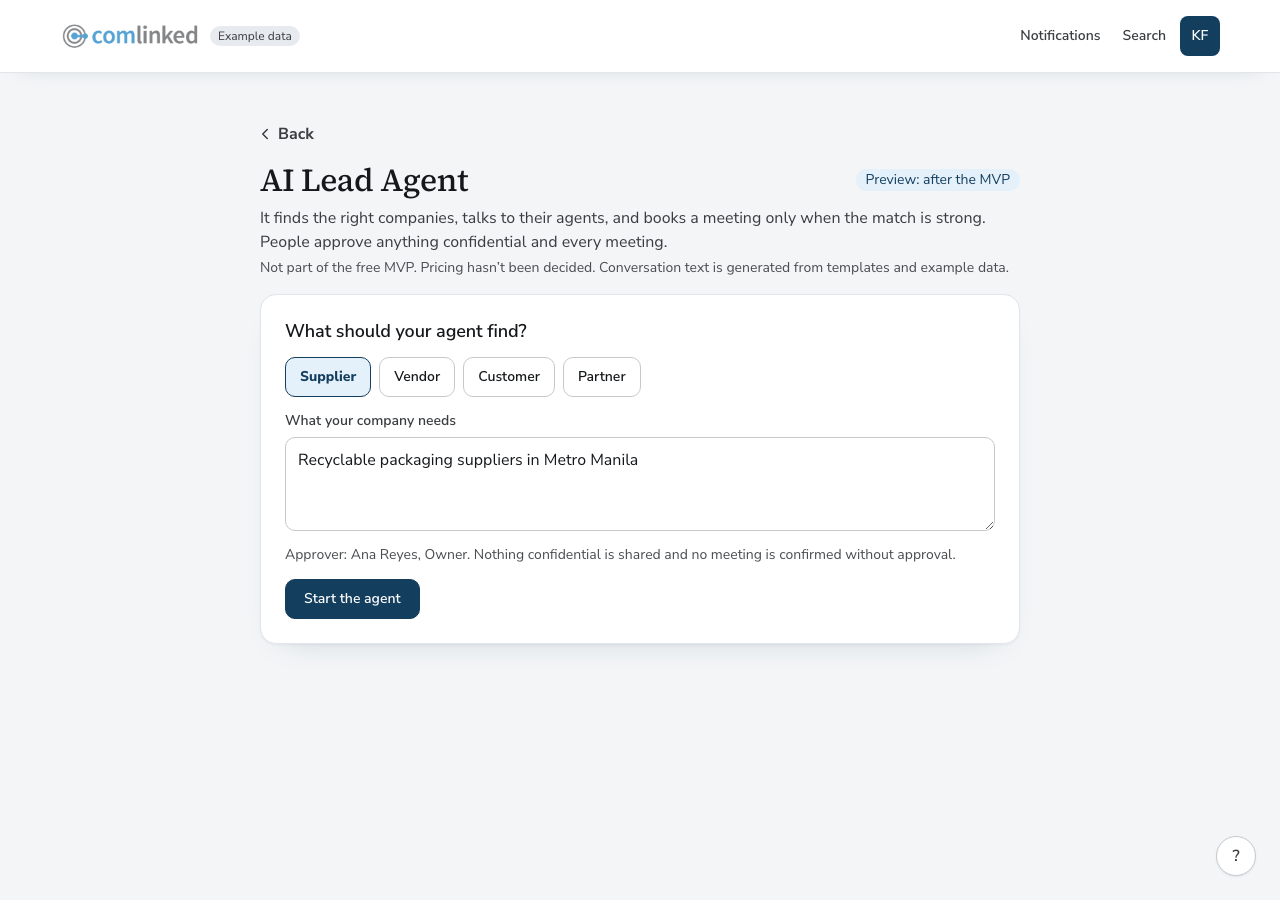 comlinked
Example data
Notifications
Search
KF
Back
AI Lead Agent
Preview: after the MVP
It finds the right companies, talks to their agents, and books a meeting only when the match is strong.
People approve anything confidential and every meeting.
Not part of the free MVP. Pricing hasn't been decided. Conversation text is generated from templates and example data.
What should your agent find?
Supplier
Vendor
Customer
Partner
What your company needs
Recyclable packaging suppliers in Metro Manila
Approver: Ana Reyes, Owner. Nothing confidential is shared and no meeting is confirmed without approval.
Start the agent
?